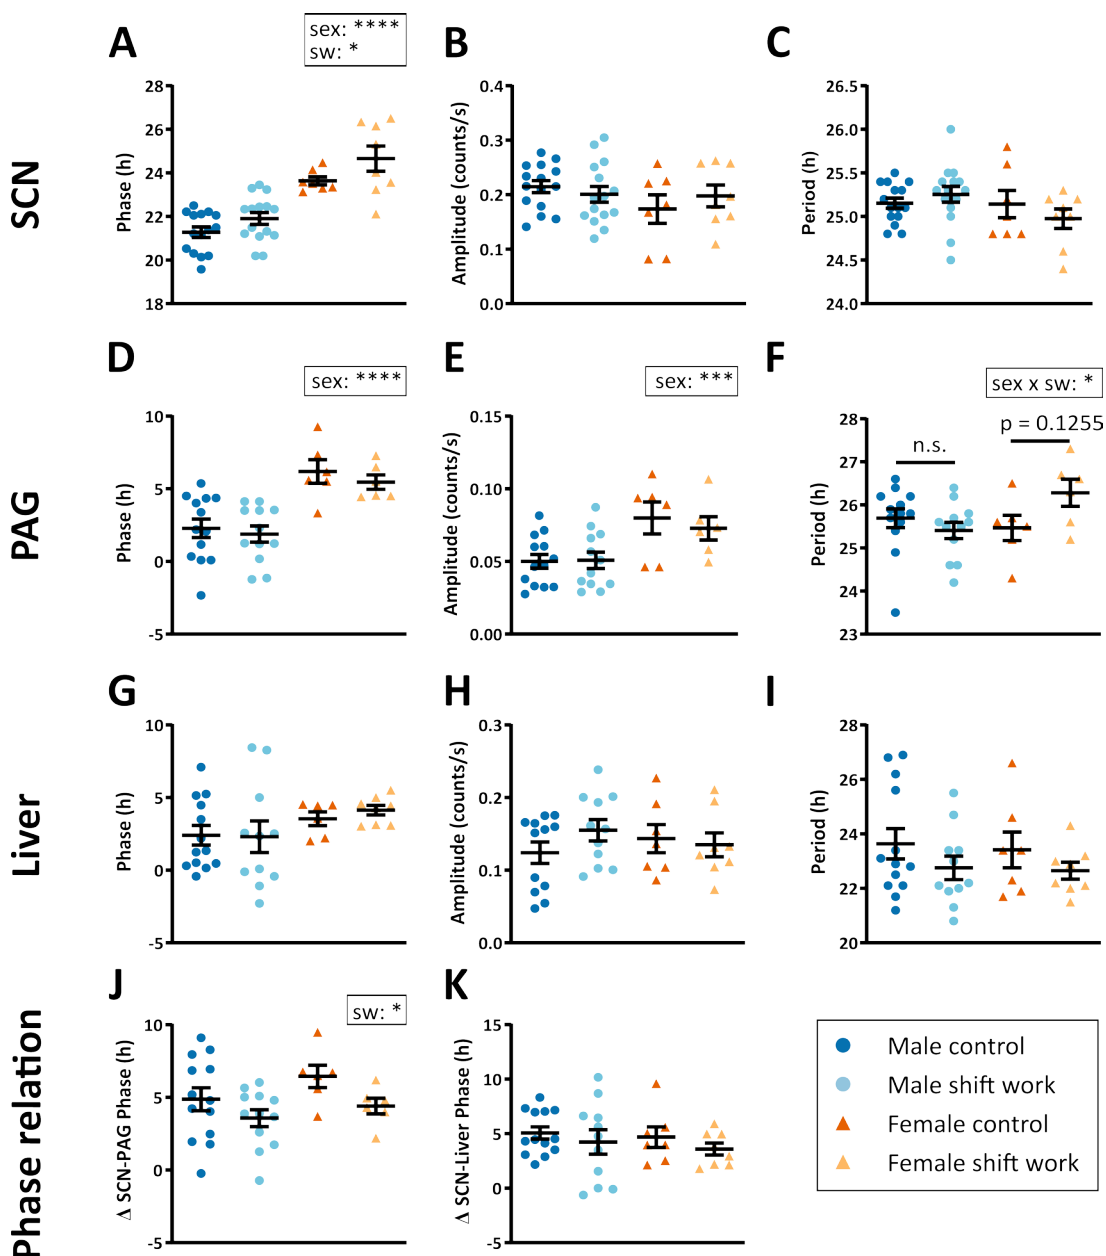 SCN
A
sex: ****
sw: *
Phase (h)
28
26
24
22
20
18
B
Amplitude (counts/s)
0.4
0.3
0.2
0.1
0.0
C
Period (h)
26.5
26.0
25.5
25.0
24.5
24.0
PAG
D
sex: ****
Phase (h)
10
5
0
-5
E
sex: ***
Amplitude (counts/s)
0.15
0.10
0.05
0.00
F
sex x sw: *
n.s.
p = 0.1255
Period (h)
28
27
26
25
24
23
Liver
G
Phase (h)
10
5
0
-5
H
Amplitude (counts/s)
0.3
0.2
0.1
0.0
I
Period (h)
28
26
24
22
20
Phase relation
J
sw: *
Δ SCN-PAG Phase (h)
10
5
0
-5
K
Δ SCN-Liver Phase (h)
15
10
5
0
-5
Male control
Male shift work
Female control
Female shift work